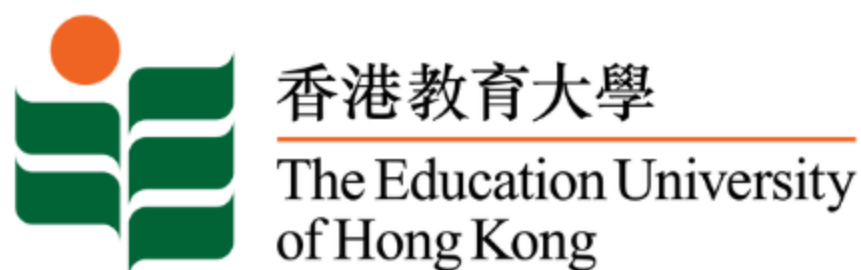 香港教育大學
The Education University
of Hong Kong